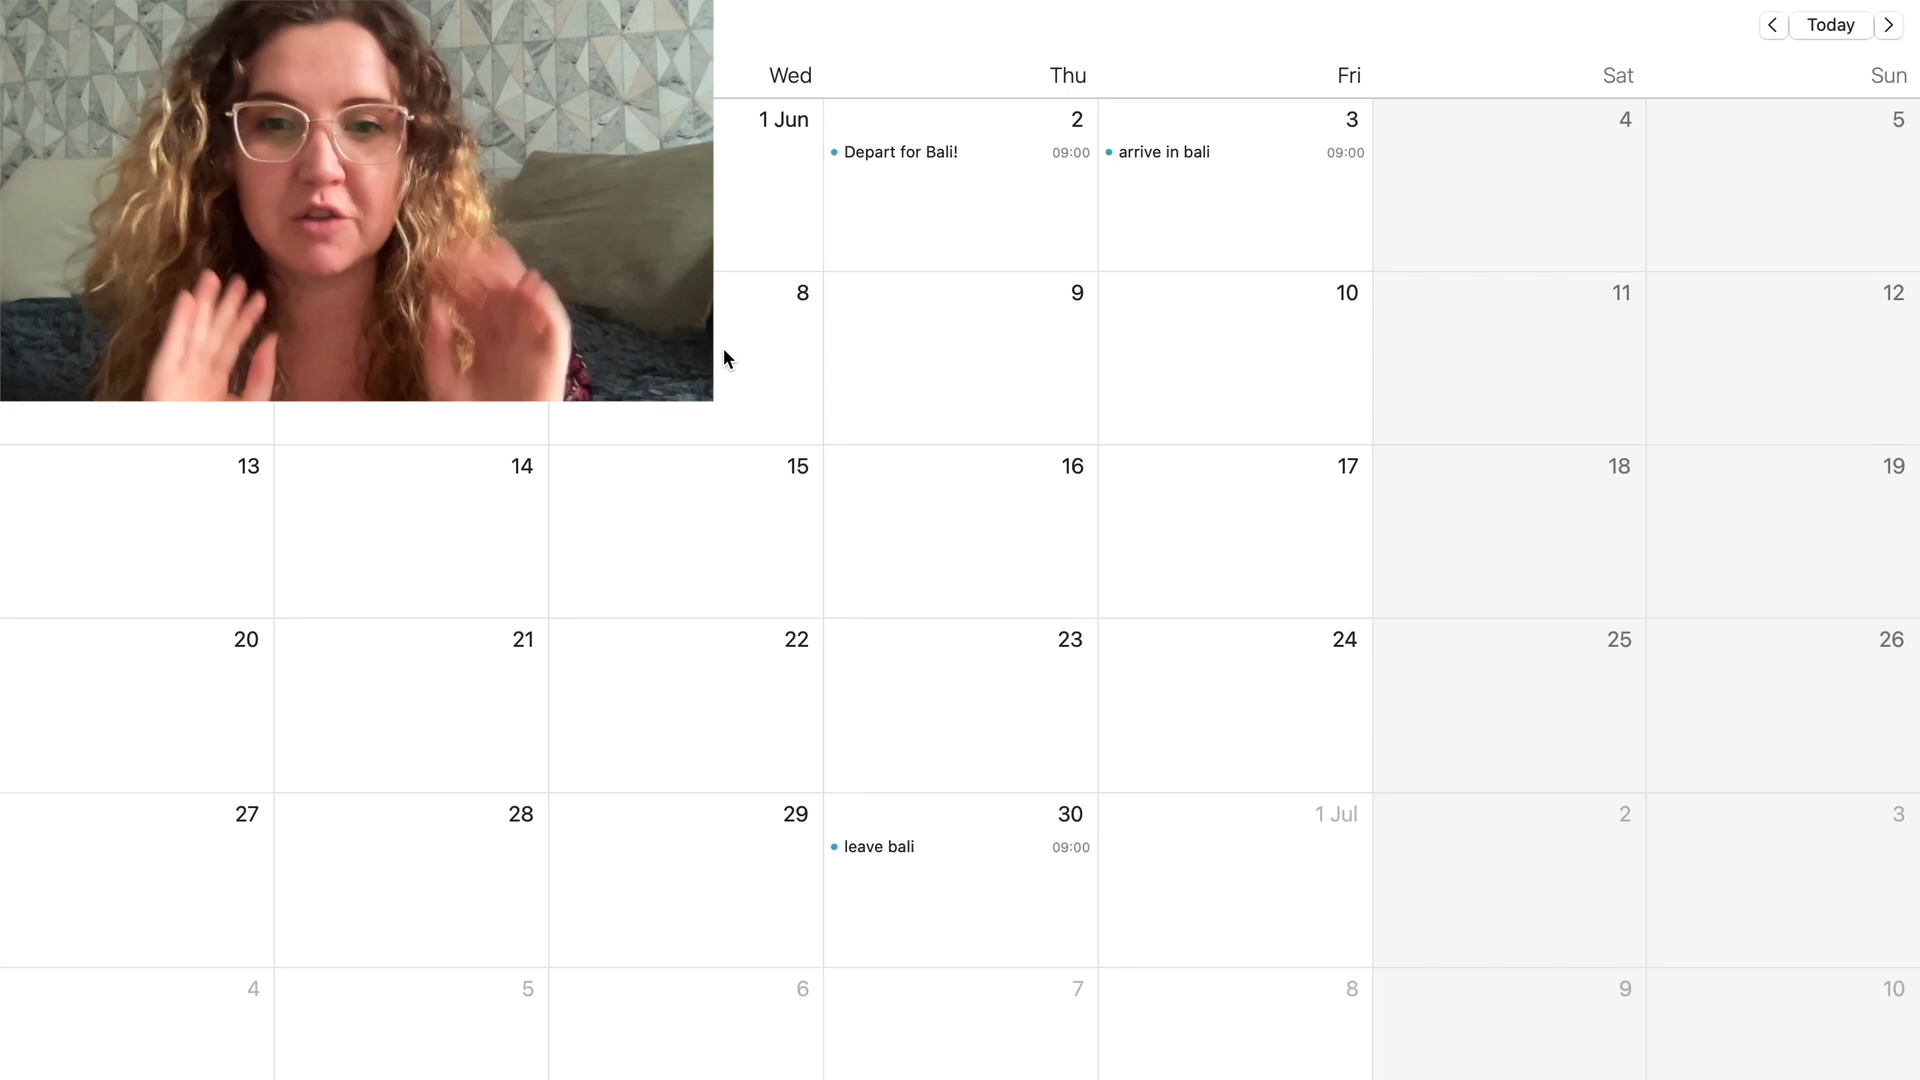 Today
Wed Thu Fri Sat Sun
1 Jun 2 3 4 5
Depart for Bali! 09:00 arrive in bali 09:00
8 9 10 11 12
13 14 15 16 17 18 19
20 21 22 23 24 25 26
27 28 29 30 1 Jul 2 3
leave bali 09:00
4 5 6 7 8 9 10